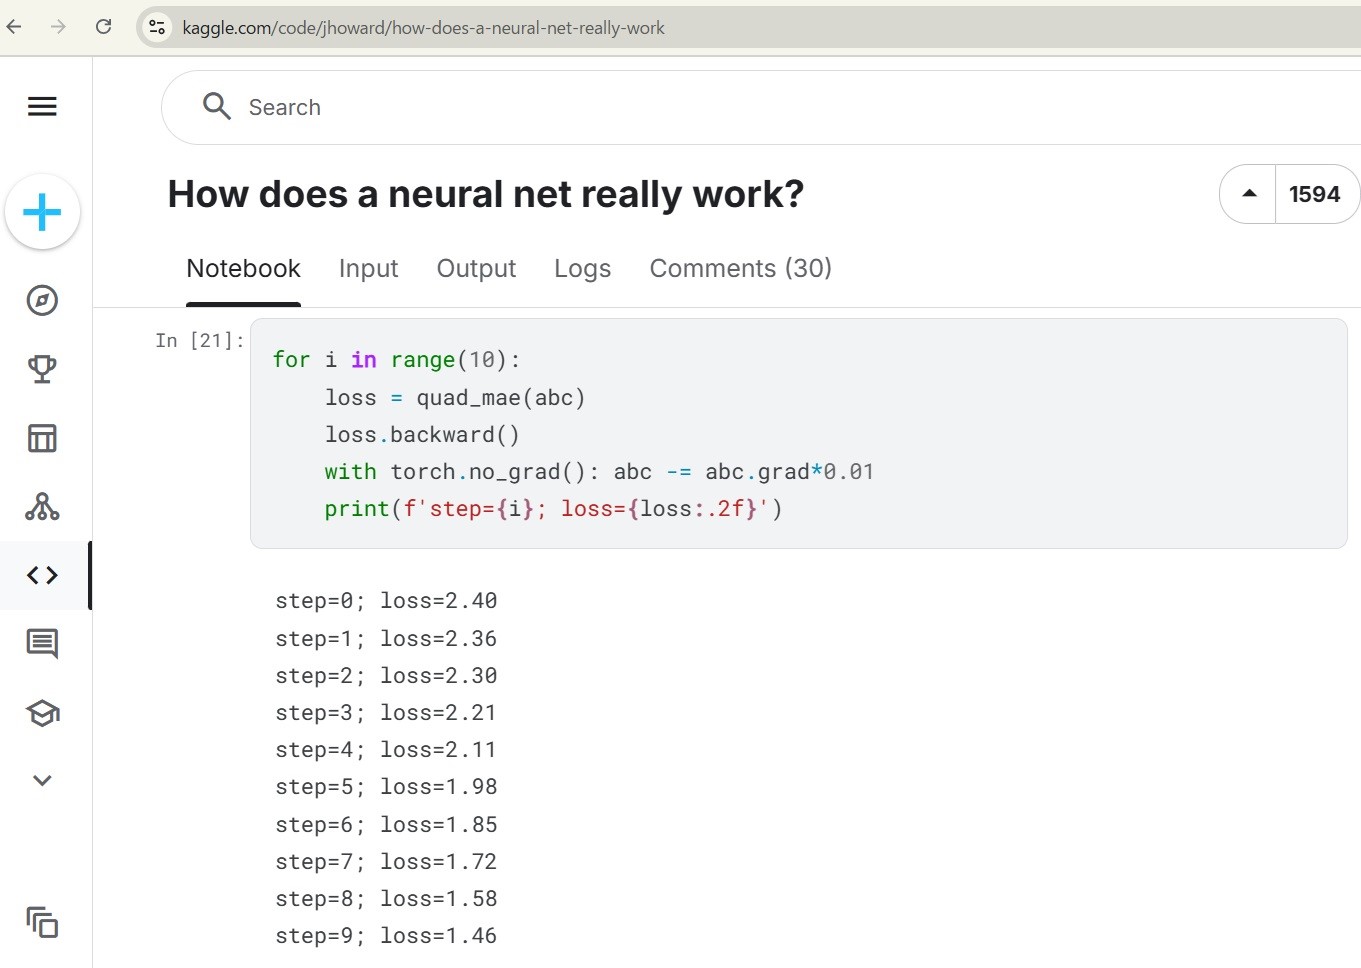 kaggle.com/code/jhoward/how-does-a-neural-net-really-work
Search
How does a neural net really work?
1594
Notebook Input Output Logs Comments (30)
In [21]:
for i in range(10):
    loss = quad_mae(abc)
    loss.backward()
    with torch.no_grad(): abc -= abc.grad*0.01
    print(f'step={i}; loss={loss:.2f}')
step=0; loss=2.40
step=1; loss=2.36
step=2; loss=2.30
step=3; loss=2.21
step=4; loss=2.11
step=5; loss=1.98
step=6; loss=1.85
step=7; loss=1.72
step=8; loss=1.58
step=9; loss=1.46